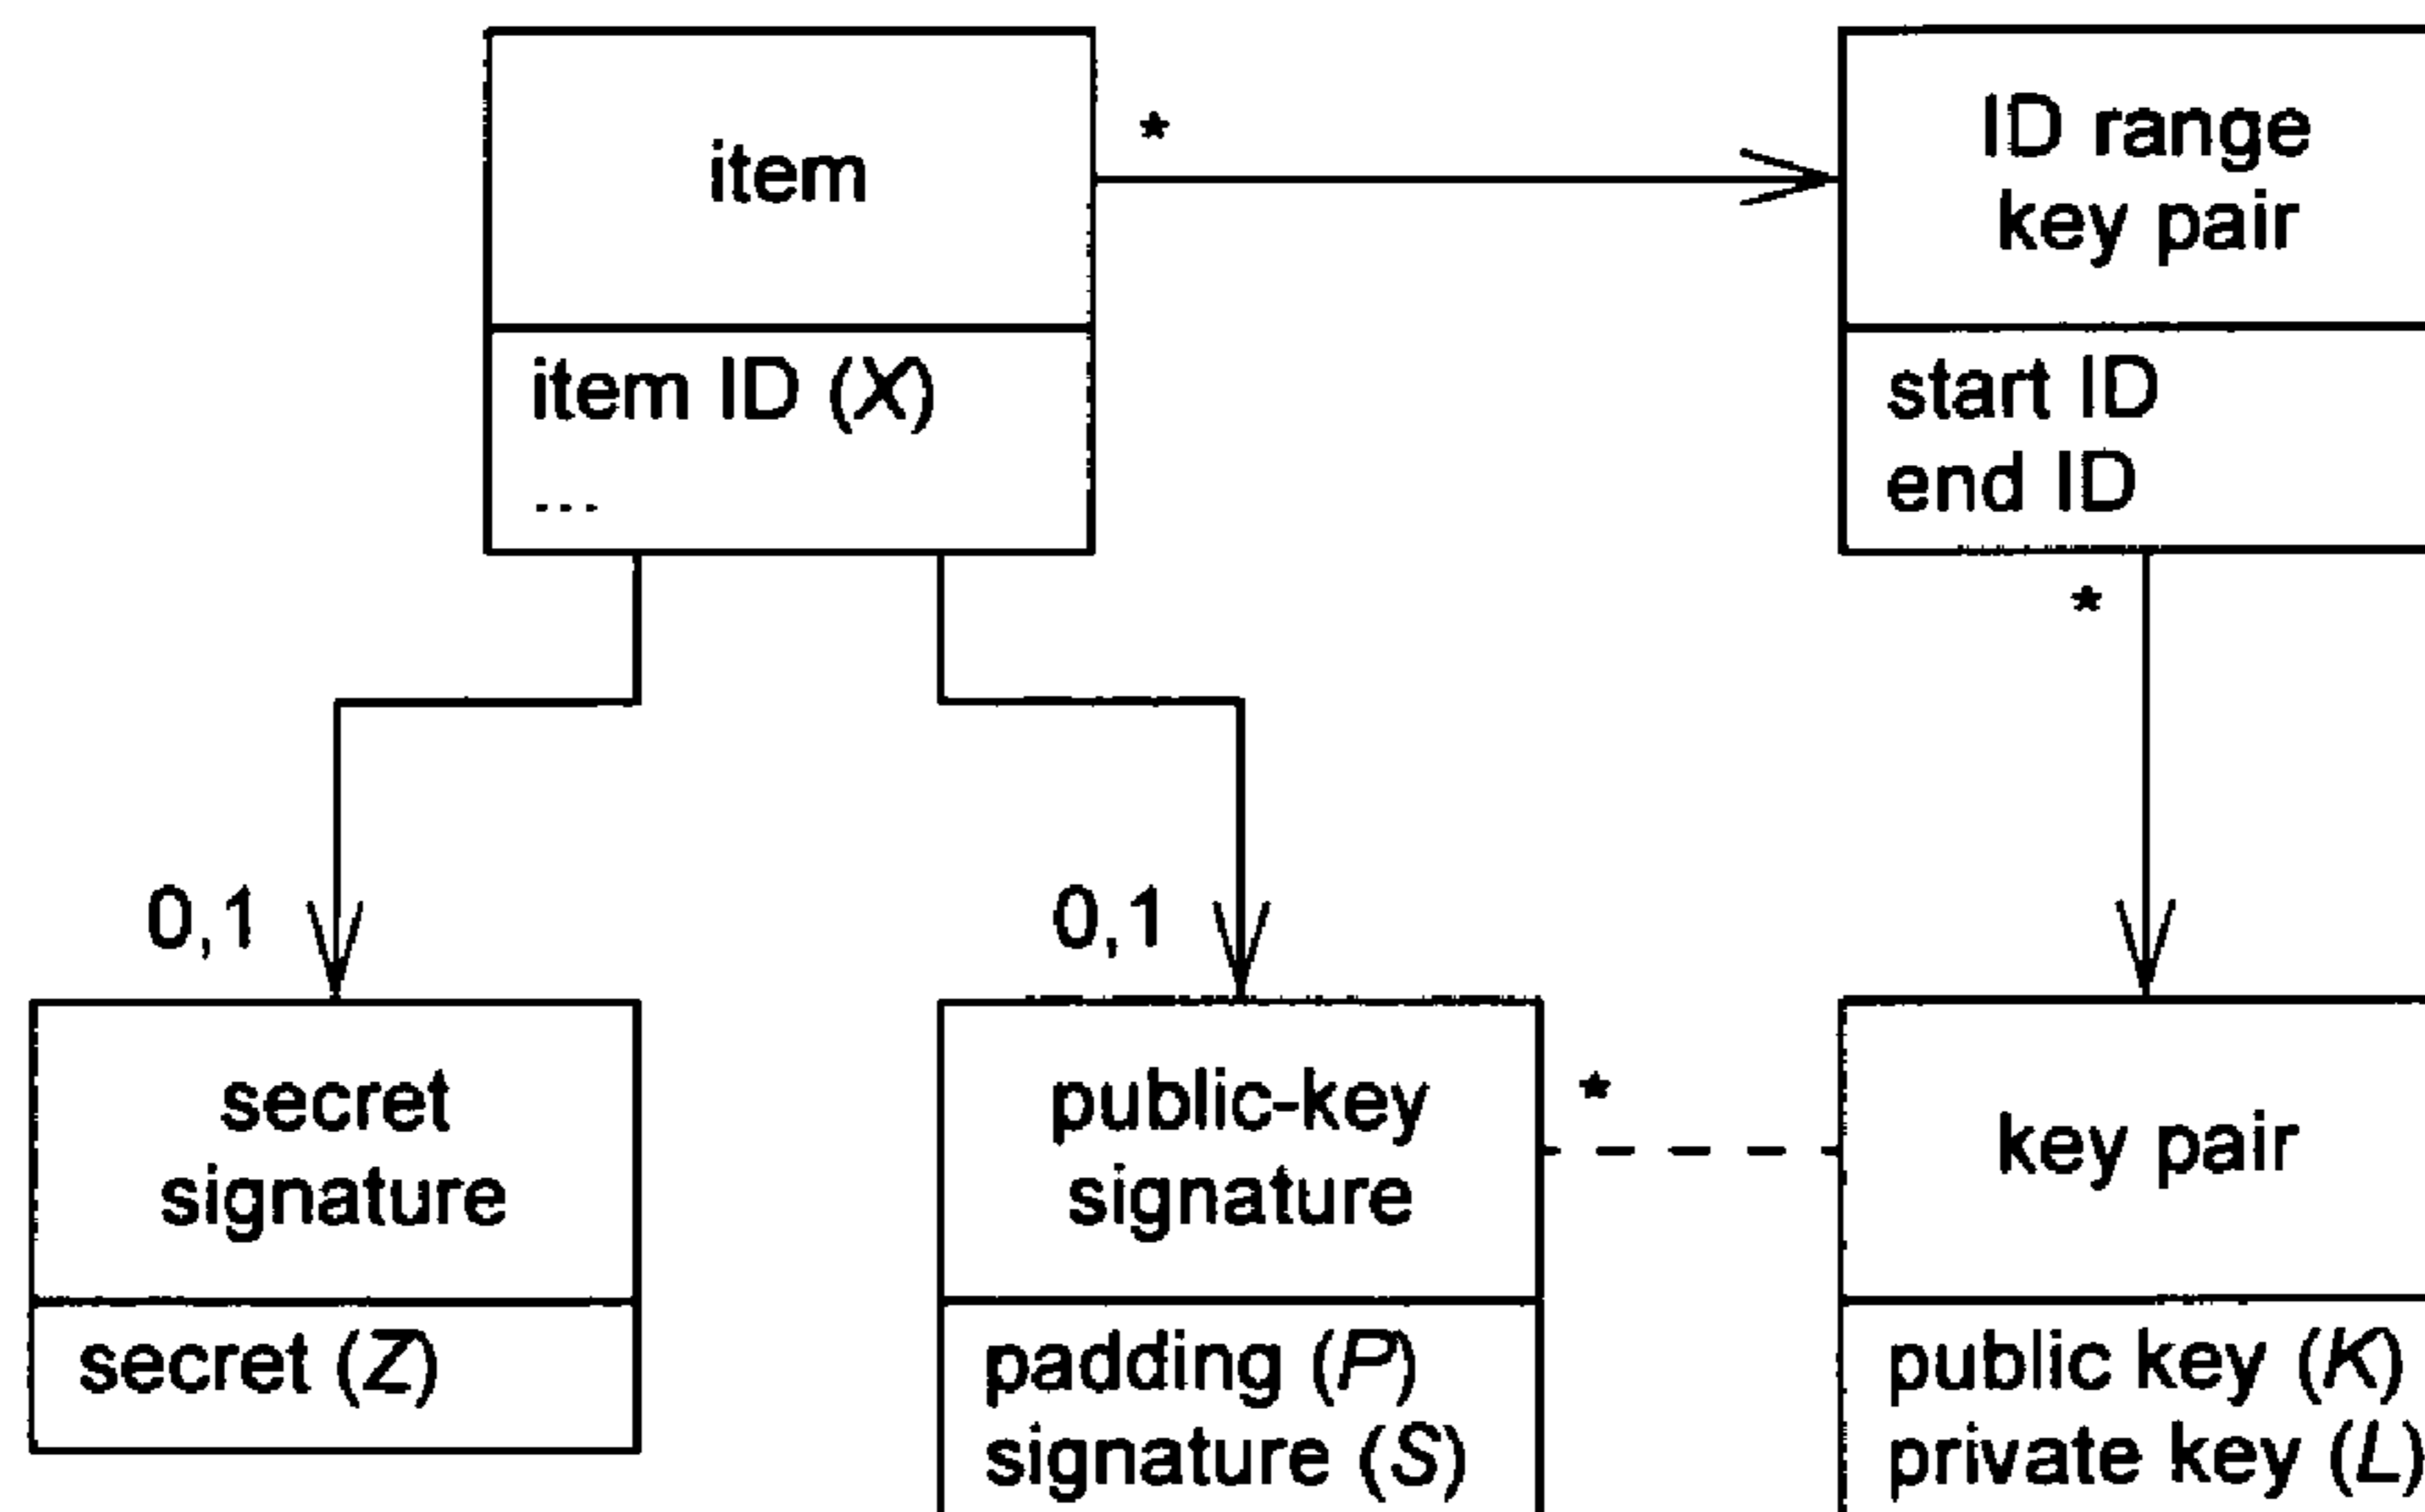 item
*
ID range
key pair
item ID (X)
...
start ID
end ID
*
0,1
0,1
secret
signature
public-key
signature
*
key pair
secret (Z)
padding (P)
signature (S)
public key (K)
private key (L)